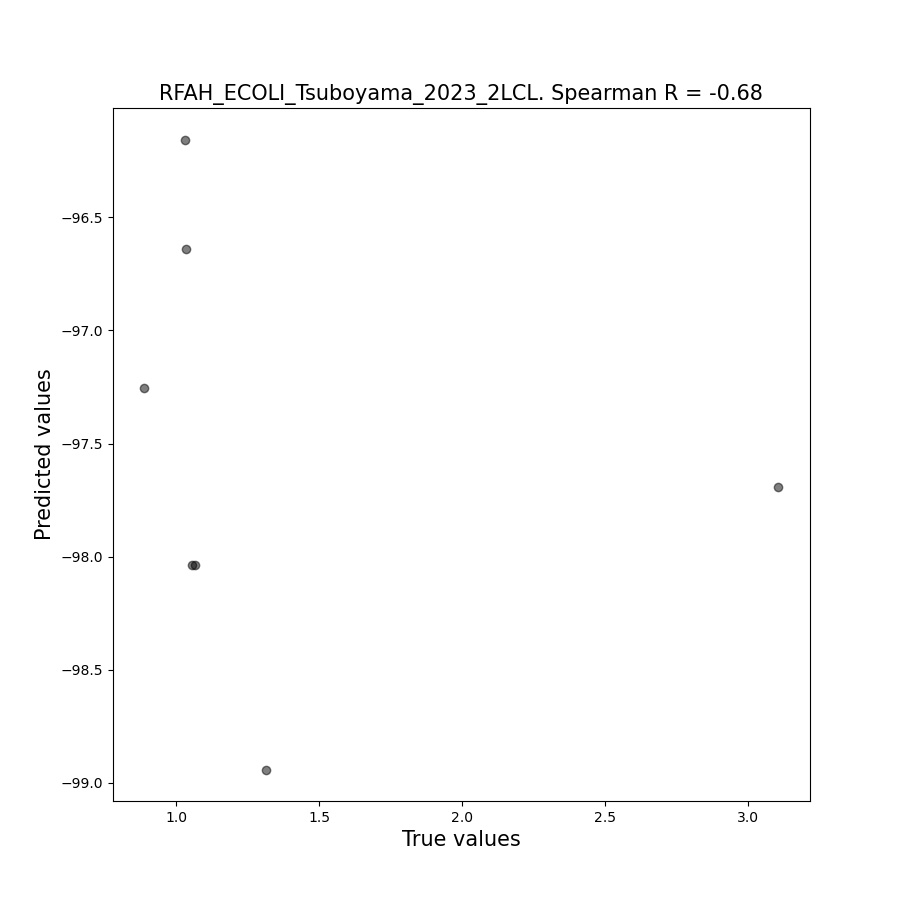 RFAH_ECOLI_Tsuboyama_2023_2LCL. Spearman R = -0.68
−96.5
−97.0
−97.5
−98.0
−98.5
−99.0
Predicted values
1.0 1.5 2.0 2.5 3.0
True values